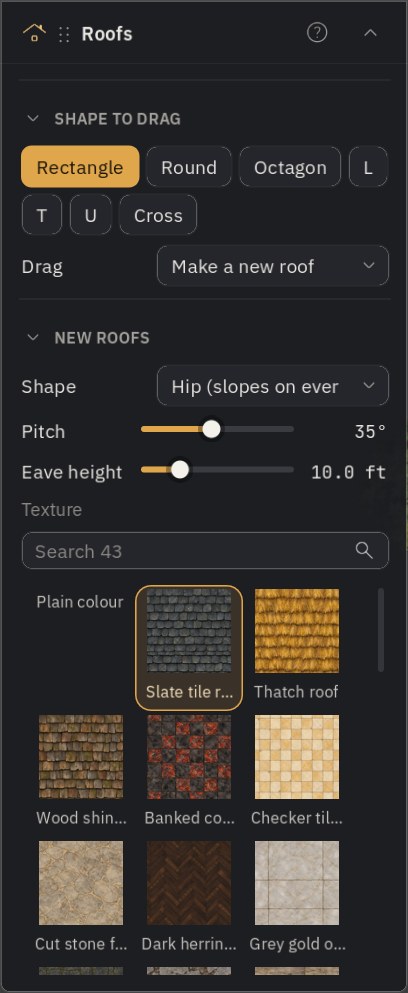 Roofs
SHAPE TO DRAG
Rectangle Round Octagon L
T U Cross
Drag Make a new roof
NEW ROOFS
Shape Hip (slopes on ever
Pitch 35°
Eave height 10.0 ft
Texture
Search 43
Plain colour Slate tile r... Thatch roof
Wood shin... Banked co... Checker til...
Cut stone f... Dark herrin... Grey gold o...